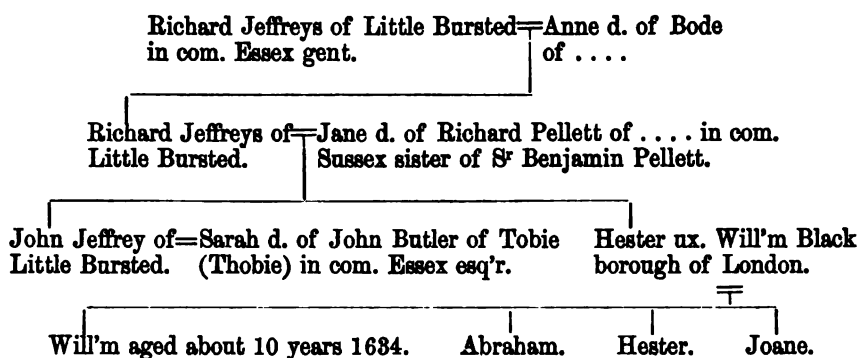 Richard Jeffreys of Little Bursted=Anne d. of Bode
in com. Essex gent. of . . . .
Richard Jeffreys of=Jane d. of Richard Pellett of . . . . in com.
Little Bursted. Sussex sister of Sʳ Benjamin Pellett.
John Jeffrey of=Sarah d. of John Butler of Tobie Hester ux. Will'm Black
Little Bursted. (Thobie) in com. Essex esq'r. borough of London.
Will'm aged about 10 years 1634. Abraham. Hester. Joane.